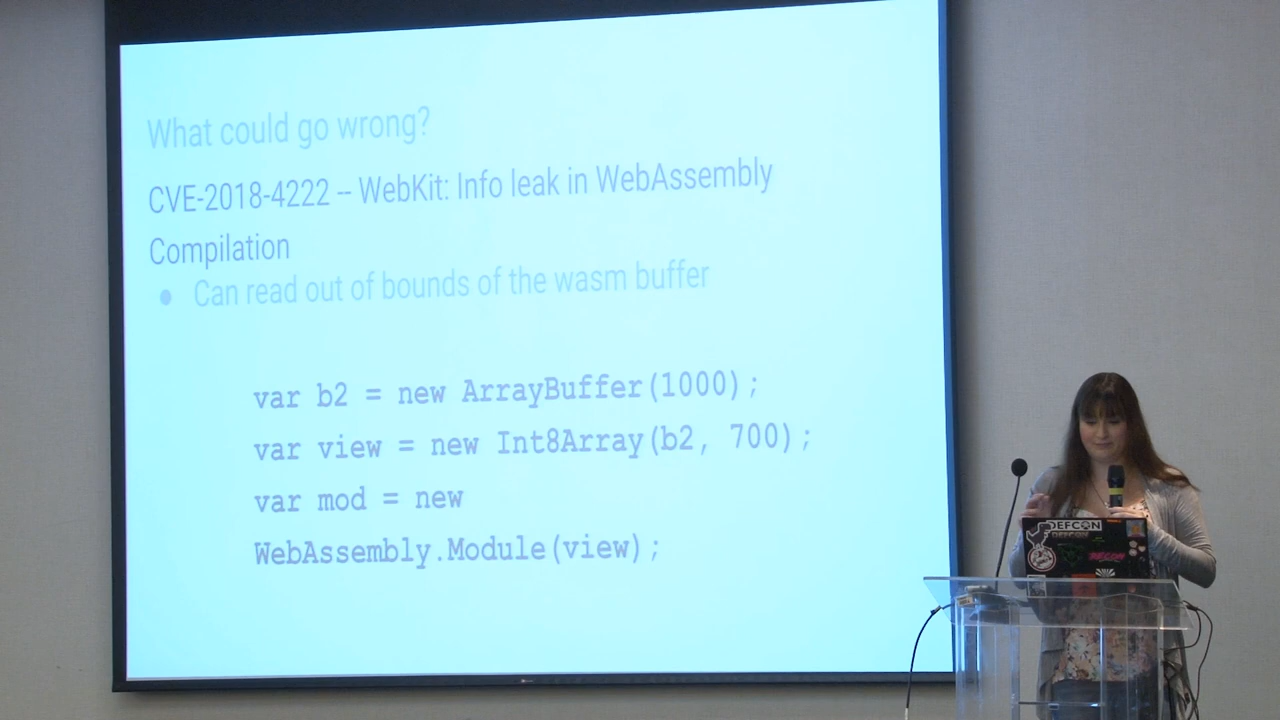 What could go wrong?
CVE-2018-4222 -- WebKit: Info leak in WebAssembly
Compilation
● Can read out of bounds of the wasm buffer
var b2 = new ArrayBuffer(1000);
var view = new Int8Array(b2, 700);
var mod = new
WebAssembly.Module(view);
DEFCON
DEFCON